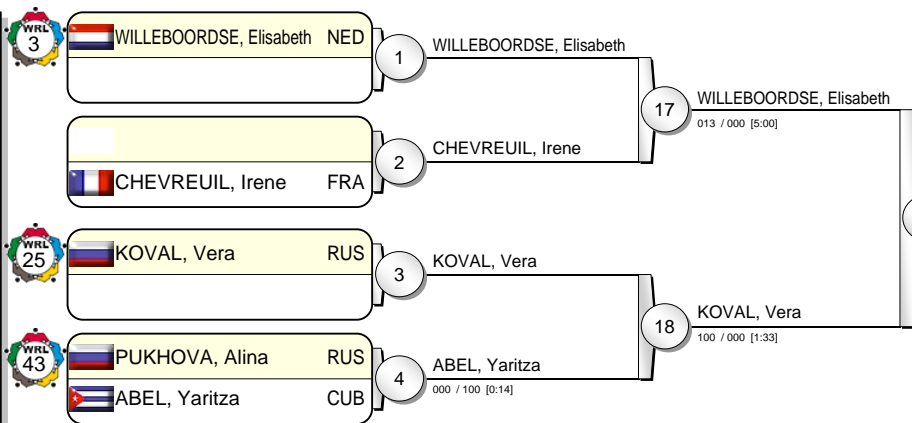 WRL
3
WILLEBOORDSE, Elisabeth NED
1
WILLEBOORDSE, Elisabeth
17
WILLEBOORDSE, Elisabeth
013 / 000 [5:00]
2
CHEVREUIL, Irene
CHEVREUIL, Irene FRA
WRL
25
KOVAL, Vera RUS
3
KOVAL, Vera
18
KOVAL, Vera
100 / 000 [1:33]
WRL
43
PUKHOVA, Alina RUS
4
ABEL, Yaritza
000 / 100 [0:14]
ABEL, Yaritza CUB